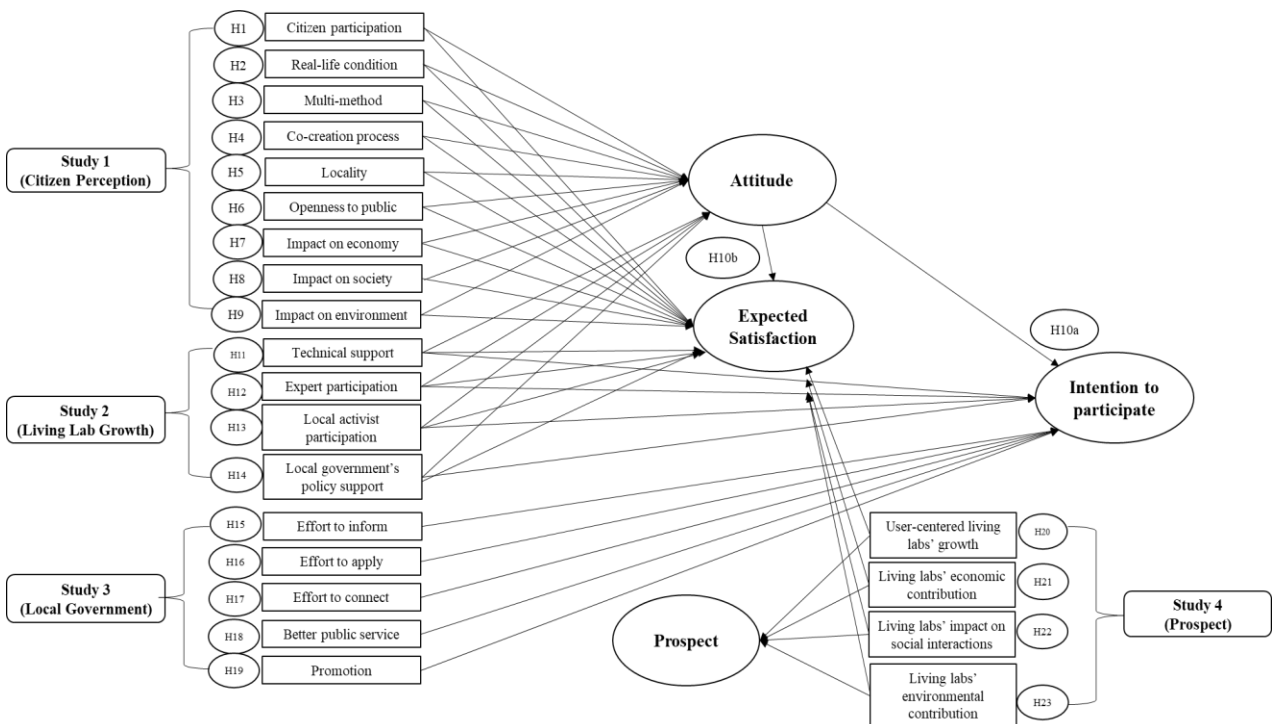 H1
Citizen participation
H2
Real-life condition
H3
Multi-method
H4
Co-creation process
H5
Locality
H6
Openness to public
H7
Impact on economy
H8
Impact on society
H9
Impact on environment
Study 1
(Citizen Perception)
H11
Technical support
H12
Expert participation
H13
Local activist
participation
H14
Local government’s
policy support
Study 2
(Living Lab Growth)
H15
Effort to inform
H16
Effort to apply
H17
Effort to connect
H18
Better public service
H19
Promotion
Study 3
(Local Government)
Attitude
H10b
Expected
Satisfaction
H10a
Intention to
participate
Prospect
User-centered living
labs’ growth
H20
Living labs’ economic
contribution
H21
Living labs’ impact on
social interactions
H22
Living labs’
environmental
contribution
H23
Study 4
(Prospect)